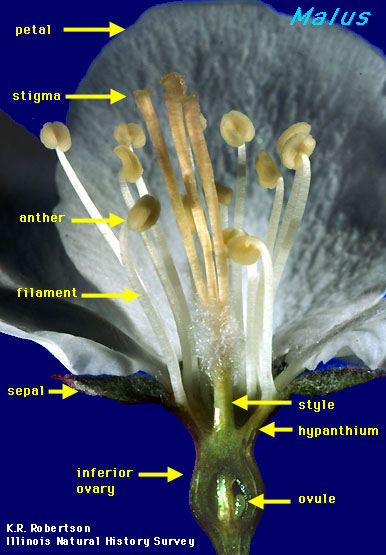 Malus
petal
stigma
anther
filament
sepal
style
hypanthium
inferior
ovary
ovule
K.R. Robertson
Illinois Natural History Survey